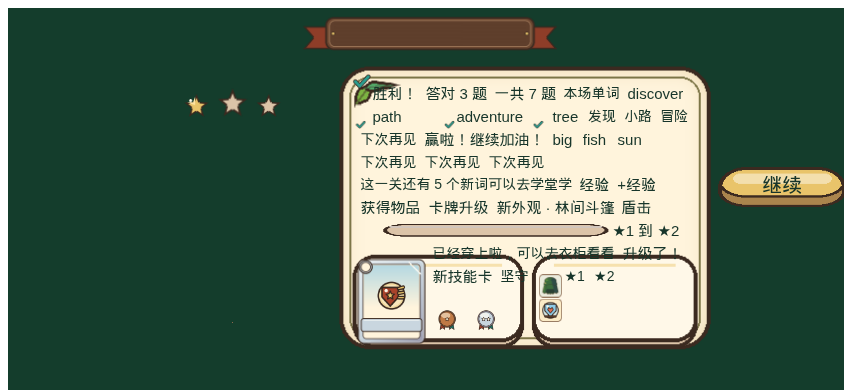 胜利！ 答对 3 题 一共 7 题 本场单词 discover
path adventure tree 发现 小路 冒险
下次再见 赢啦！继续加油！ big fish sun
下次再见 下次再见 下次再见
这一关还有 5 个新词可以去学堂学 经验 +经验
继续
获得物品 卡牌升级 新外观 · 林间斗篷 盾击
★1 到 ★2
已经穿上啦， 可以去衣柜看看 升级了！
新技能卡 坚守 ★1 ★2